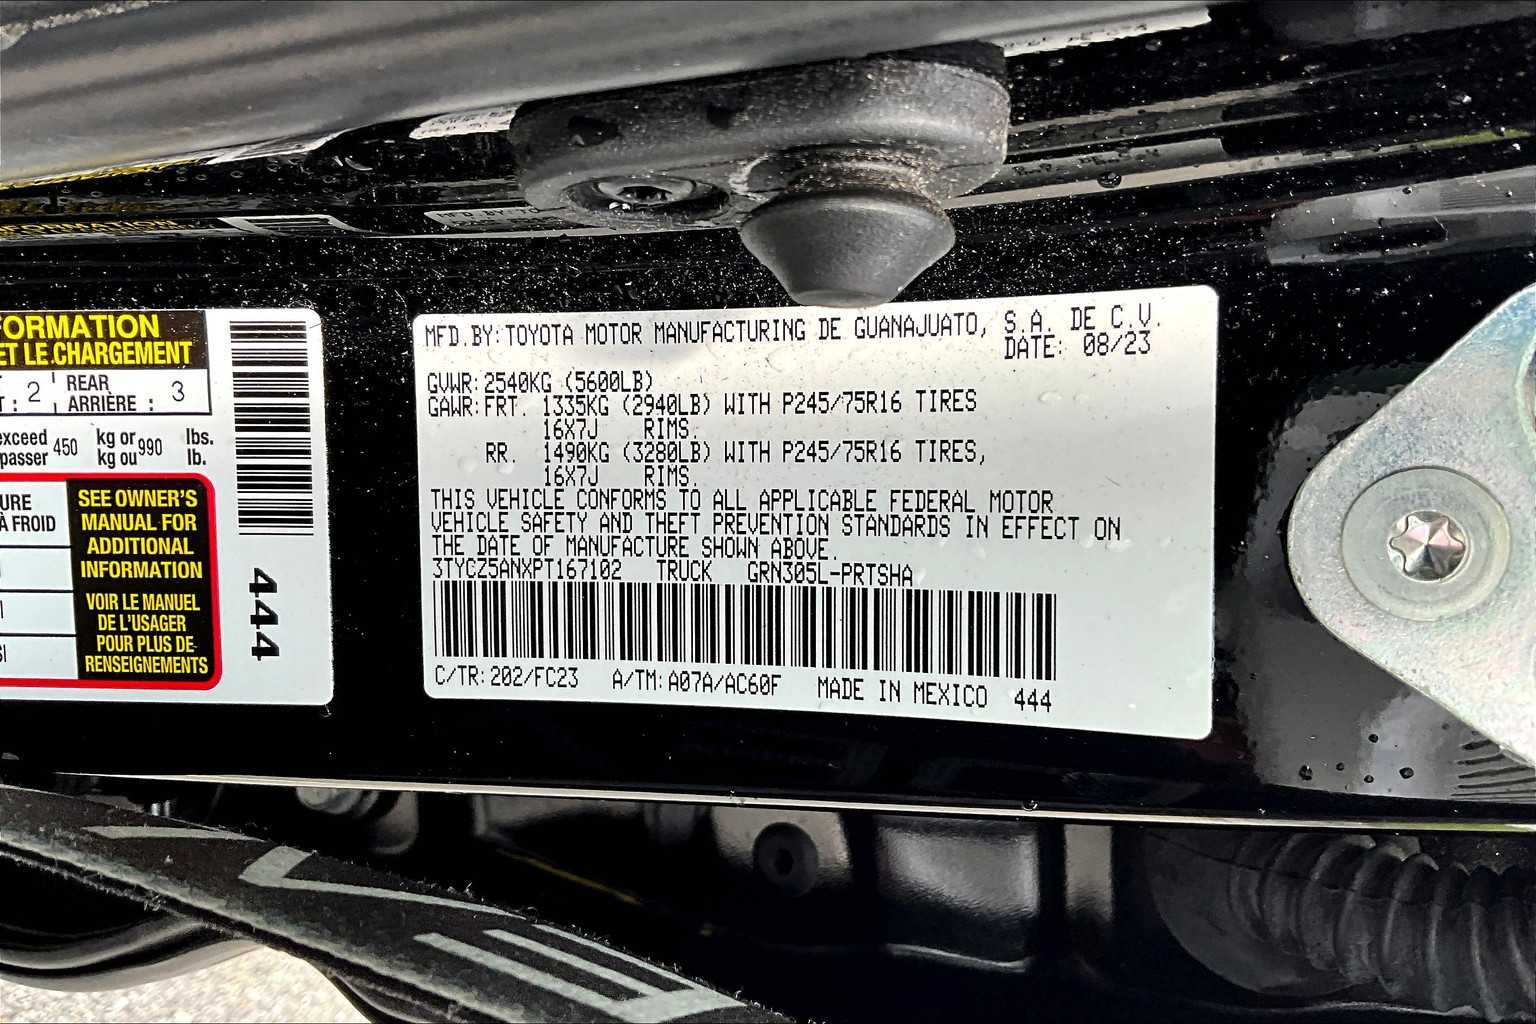 FORMATION
ET LE CHARGEMENT
2 REAR
: ARRIÈRE : 3
exceed 450 kg or 990 lbs.
passer kg ou lb.
URE
À FROID
SEE OWNER'S
MANUAL FOR
ADDITIONAL
INFORMATION
VOIR LE MANUEL
DE L'USAGER
POUR PLUS DE
RENSEIGNEMENTS
444
MFD.BY:TOYOTA MOTOR MANUFACTURING DE GUANAJUATO, S.A. DE C.V.
DATE: 08/23
GVWR:2540KG (5600LB)
GAWR:FRT. 1335KG (2940LB) WITH P245/75R16 TIRES
16X7J RIMS.
RR. 1490KG (3280LB) WITH P245/75R16 TIRES,
16X7J RIMS.
THIS VEHICLE CONFORMS TO ALL APPLICABLE FEDERAL MOTOR
VEHICLE SAFETY AND THEFT PREVENTION STANDARDS IN EFFECT ON
THE DATE OF MANUFACTURE SHOWN ABOVE.
3TYCZ5ANXPT167102 TRUCK GRN305L-PRTSHA
C/TR:202/FC23 A/TM:A07A/AC60F MADE IN MEXICO 444